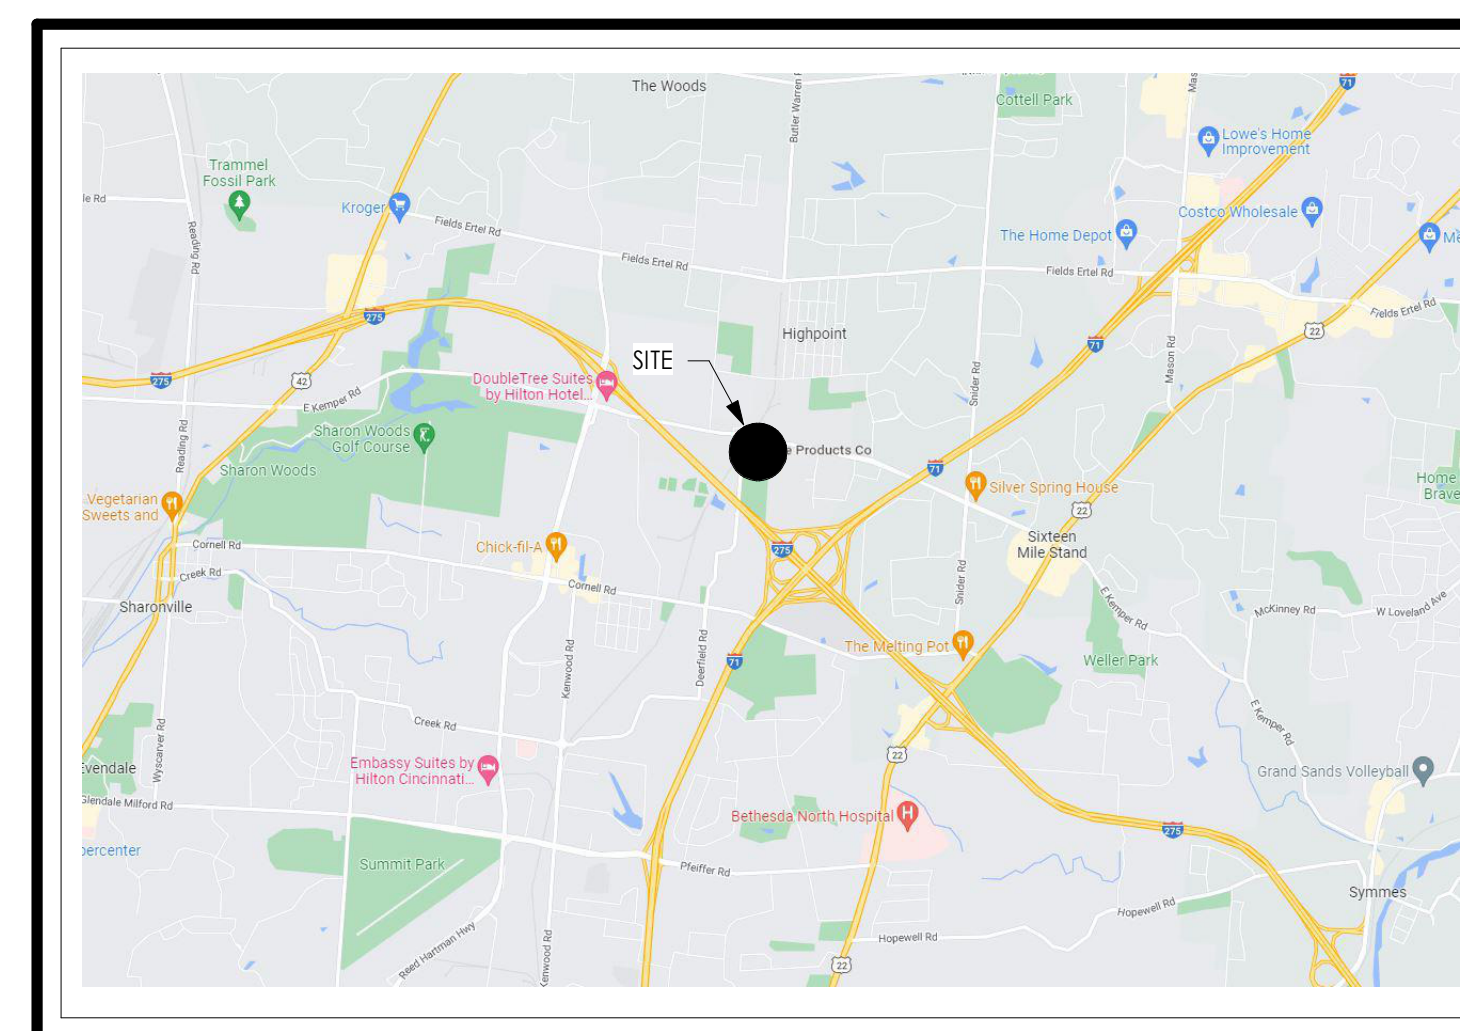 The Woods
Butler Warren
Cottell Park
71
Lowe's Home
Improvement
Trammel
Fossil Park
Kroger
Fields Ertel Rd
Costco Wholesale
The Home Depot
Reading Rd
Fields Ertel Rd
Fields Ertel Rd
Fields Ertel Rd
275
22
Highpoint
71
Mason Rd
SITE
275
42
DoubleTree Suites
by Hilton Hotel...
E Kemper Rd
Snider Rd
Sharon Woods
Golf Course
Reading Rd
Products Co
Sharon Woods
71
Silver Spring House
Home
Brave
Vegetarian
Sweets and
22
Sixteen
Mile Stand
Cornell Rd
Chick-fil-A
275
Creek Rd
Cornell Rd
Snider Rd
Sharonville
E Kemper Rd
McKinney Rd
W Loveland Ave
Kenwood Rd
Deerfield Rd
71
The Melting Pot
Weller Park
Creek Rd
E Kemper Rd
Wyscarver Rd
22
Evendale
Embassy Suites by
Hilton Cincinnati...
Grand Sands Volleyball
Glendale Milford Rd
Bethesda North Hospital
275
Summit Park
Pfeiffer Rd
Symmes
Hopewell Rd
Reed Hartman Hwy
Kenwood Rd
Hopewell Rd
22